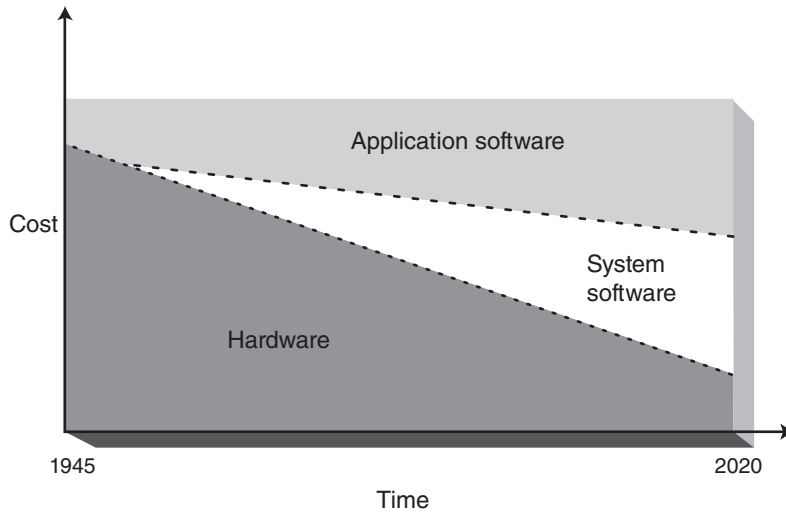 Application software
Cost
System
software
Hardware
1945
2020
Time